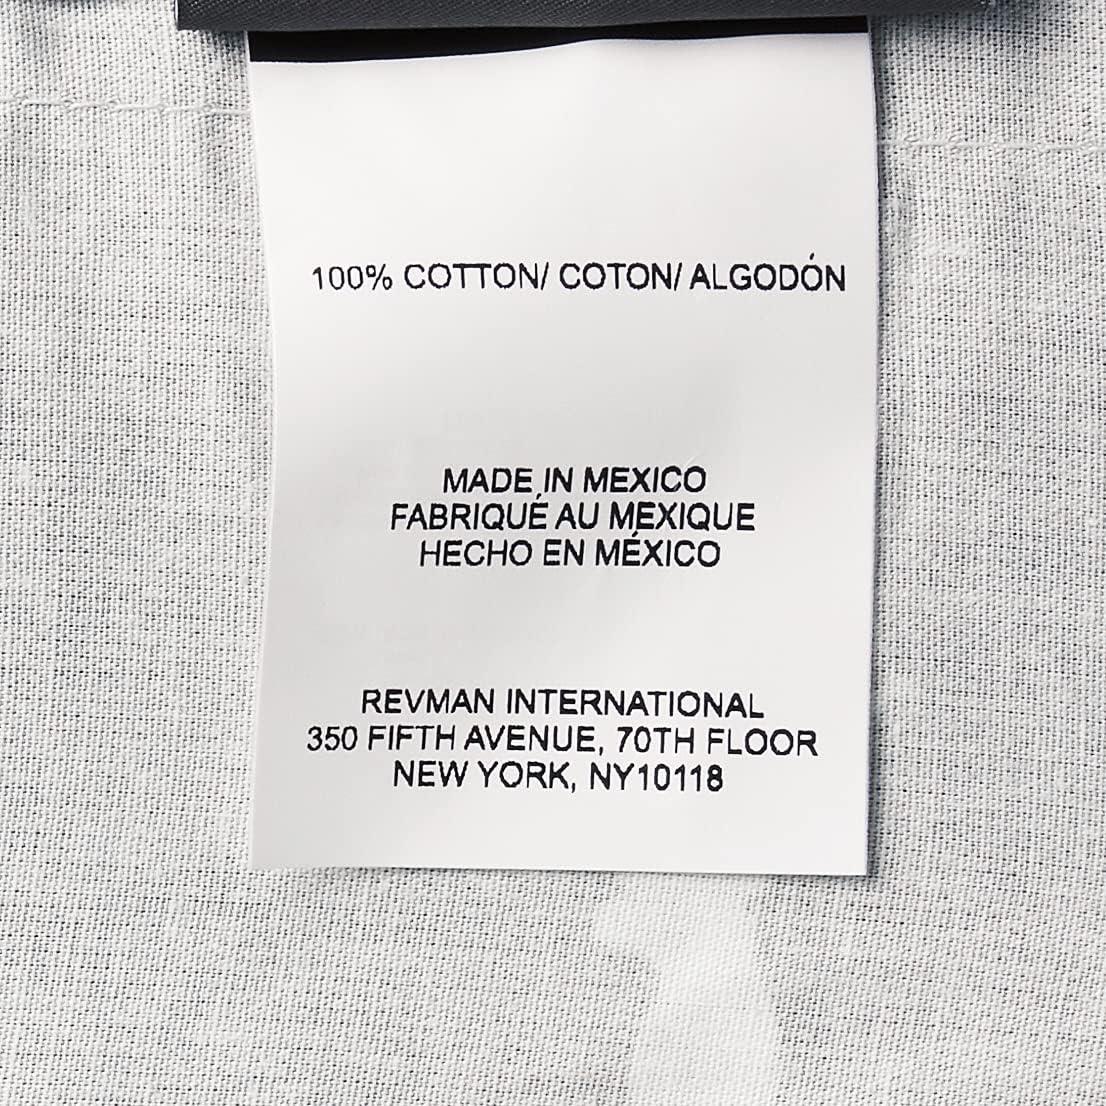 100% COTTON/ COTON/ ALGODÓN
MADE IN MEXICO
FABRIQUÉ AU MEXIQUE
HECHO EN MÉXICO
REVMAN INTERNATIONAL
350 FIFTH AVENUE, 70TH FLOOR
NEW YORK, NY10118